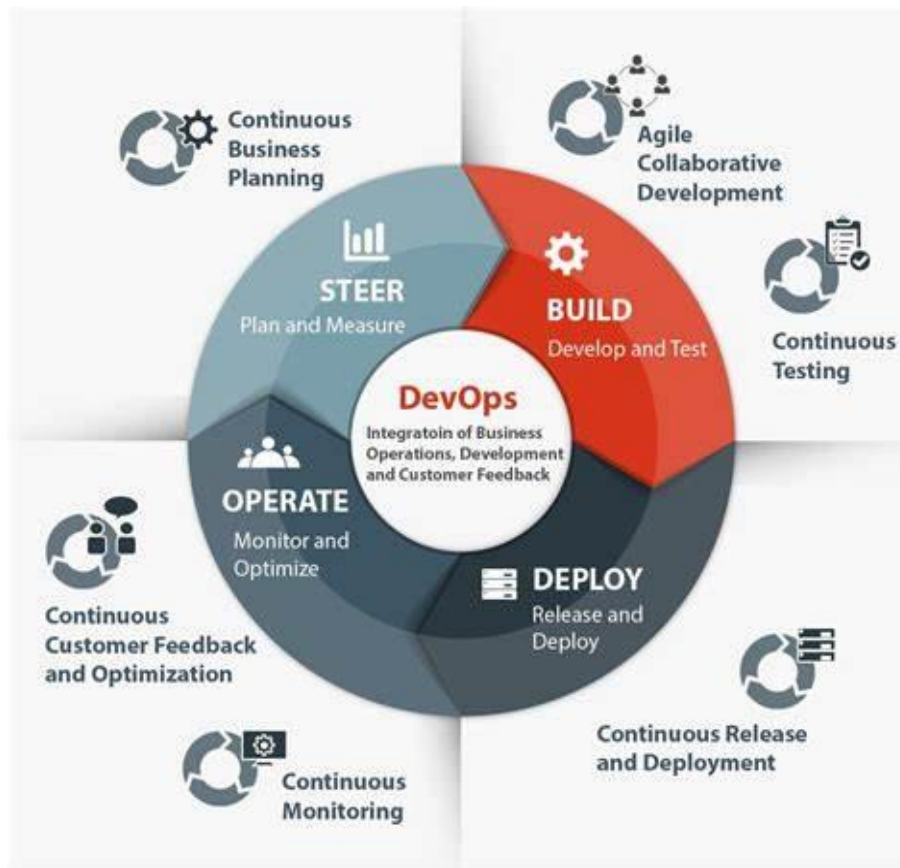 Continuous
Business
Planning
Agile
Collaborative
Development
Continuous
Testing
STEER
Plan and Measure
BUILD
Develop and Test
DevOps
Integratoin of Business
Operations, Development
and Customer Feedback
OPERATE
Monitor and
Optimize
DEPLOY
Release and
Deploy
Continuous
Customer Feedback
and Optimization
Continuous Release
and Deployment
Continuous
Monitoring